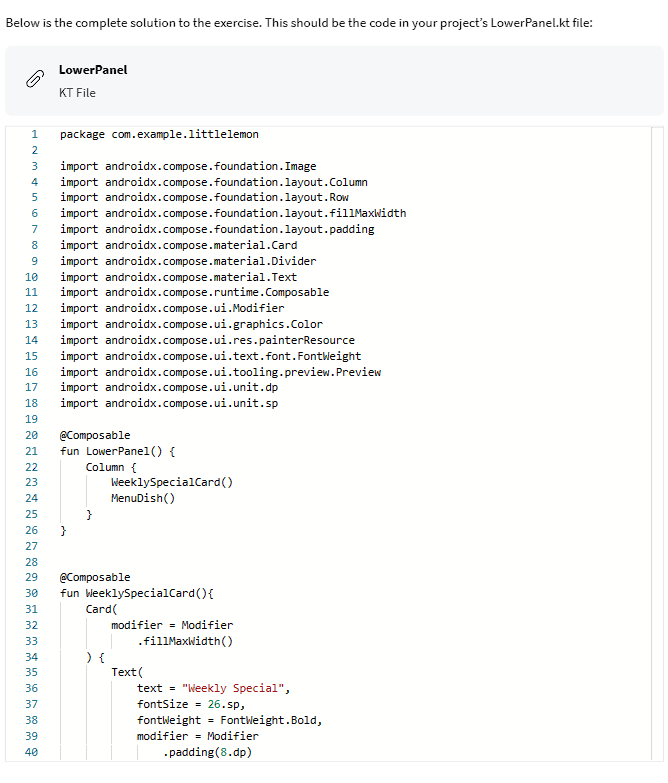 Below is the complete solution to the exercise. This should be the code in your project’s LowerPanel.kt file:
LowerPanel
KT File
1 package com.example.littlelemon
2
3 import androidx.compose.foundation.Image
4 import androidx.compose.foundation.layout.Column
5 import androidx.compose.foundation.layout.Row
6 import androidx.compose.foundation.layout.fillMaxWidth
7 import androidx.compose.foundation.layout.padding
8 import androidx.compose.material.Card
9 import androidx.compose.material.Divider
10 import androidx.compose.material.Text
11 import androidx.compose.runtime.Composable
12 import androidx.compose.ui.Modifier
13 import androidx.compose.ui.graphics.Color
14 import androidx.compose.ui.res.painterResource
15 import androidx.compose.ui.text.font.FontWeight
16 import androidx.compose.ui.tooling.preview.Preview
17 import androidx.compose.ui.unit.dp
18 import androidx.compose.ui.unit.sp
19
20 @Composable
21 fun LowerPanel() {
22     Column {
23         WeeklySpecialCard()
24         MenuDish()
25     }
26 }
27
28
29 @Composable
30 fun WeeklySpecialCard(){
31     Card(
32         modifier = Modifier
33             .fillMaxWidth()
34     ) {
35         Text(
36             text = "Weekly Special",
37             fontSize = 26.sp,
38             fontWeight = FontWeight.Bold,
39             modifier = Modifier
40                 .padding(8.dp)